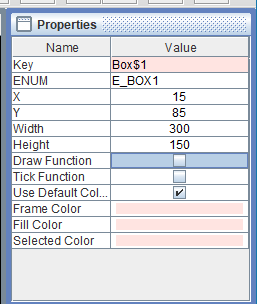 Properties
Name Value
Key Box$1
ENUM E_BOX1
X 15
Y 85
Width 300
Height 150
Draw Function
Tick Function
Use Default Col...
Frame Color
Fill Color
Selected Color